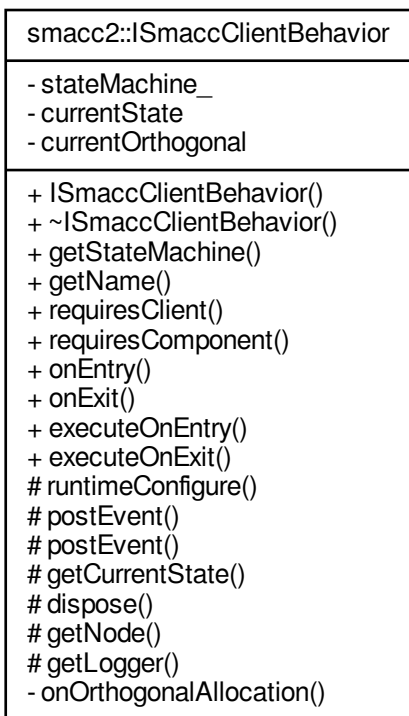 smacc2::ISmaccClientBehavior
- stateMachine_
- currentState
- currentOrthogonal
+ ISmaccClientBehavior()
+ ~ISmaccClientBehavior()
+ getStateMachine()
+ getName()
+ requiresClient()
+ requiresComponent()
+ onEntry()
+ onExit()
+ executeOnEntry()
+ executeOnExit()
# runtimeConfigure()
# postEvent()
# postEvent()
# getCurrentState()
# dispose()
# getNode()
# getLogger()
- onOrthogonalAllocation()